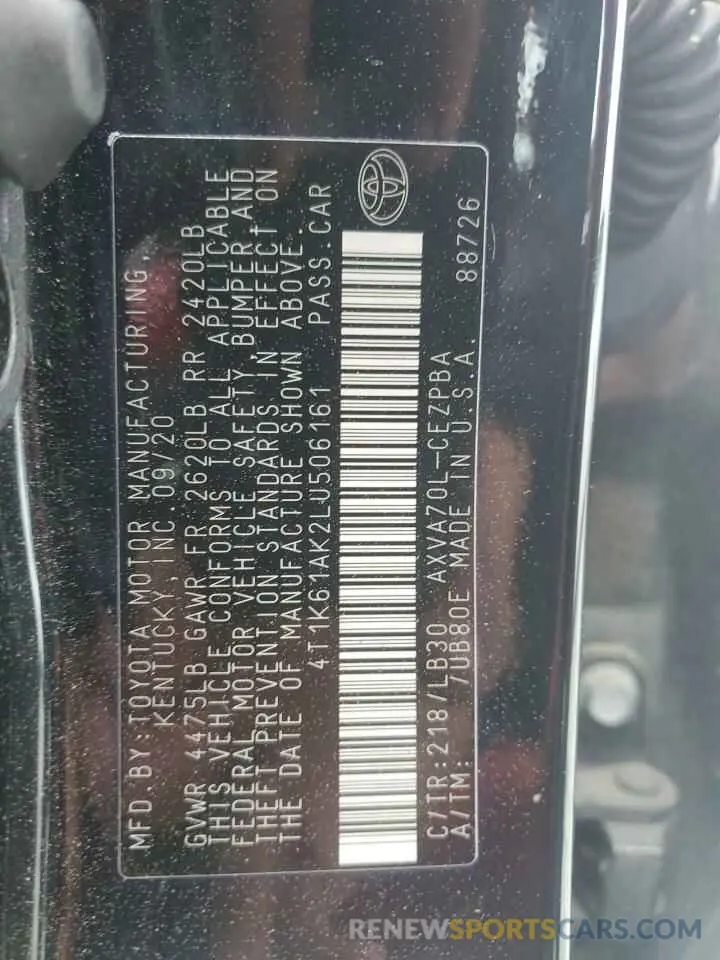 MFD.BY:TOYOTA MOTOR MANUFACTURING,
KENTUCKY,INC.09/20
GVWR 4475LB GAWR FR 2620LB RR 2420LB
THIS VEHICLE CONFORMS TO ALL APPLICABLE
FEDERAL MOTOR VEHICLE SAFETY, BUMPER, AND
THEFT PREVENTION STANDARDS IN EFFECT ON
THE DATE OF MANUFACTURE SHOWN ABOVE.
4T1K61AK2LU506161 PASS.CAR
C/TR:218/LB30 AXVA70L-CEZPBA
A/TM: /UB80E MADE IN U.S.A. 88726
RENEWSPORTSCARS.COM